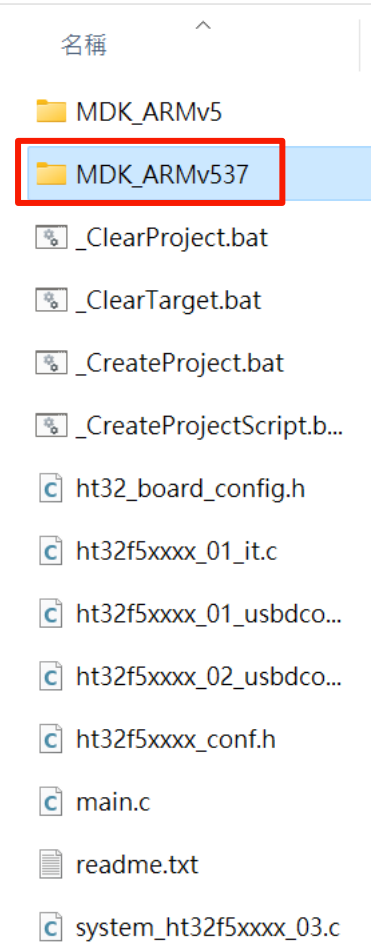 名稱
MDK_ARMv5
MDK_ARMv537
_ClearProject.bat
_ClearTarget.bat
_CreateProject.bat
_CreateProjectScript.b...
ht32_board_config.h
ht32f5xxxx_01_it.c
ht32f5xxxx_01_usbdco...
ht32f5xxxx_02_usbdco...
ht32f5xxxx_conf.h
main.c
readme.txt
system_ht32f5xxxx_03.c